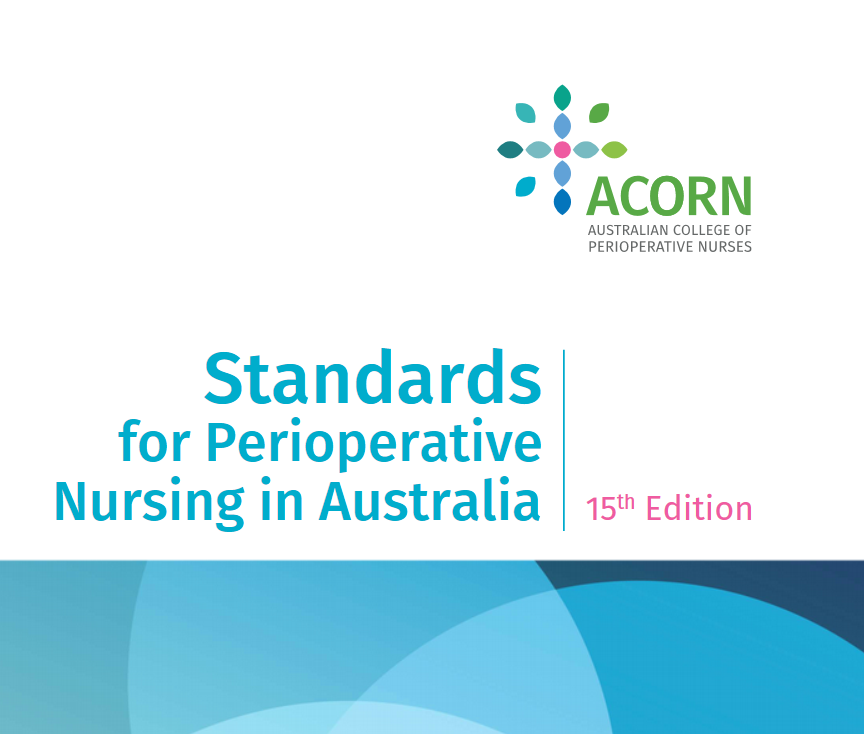 ACORN
AUSTRALIAN COLLEGE OF
PERIOPERATIVE NURSES
Standards
for Perioperative
Nursing in Australia
15th Edition